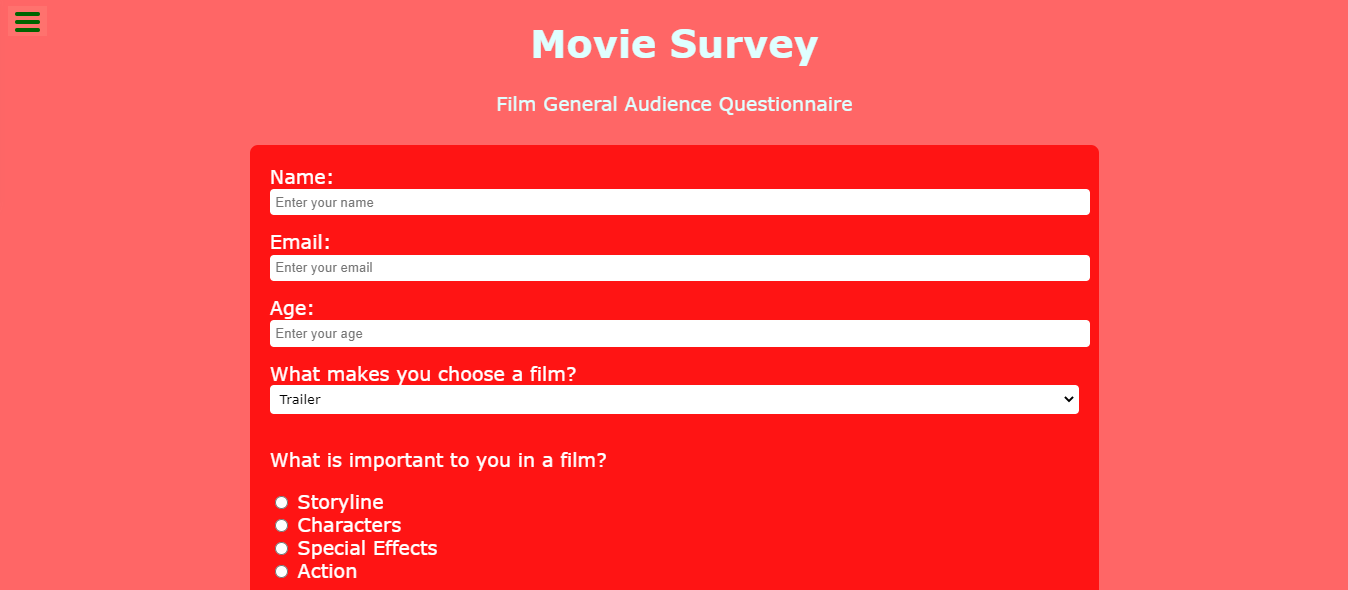 Movie Survey
Film General Audience Questionnaire
Name:
Enter your name
Email:
Enter your email
Age:
Enter your age
What makes you choose a film?
Trailer
What is important to you in a film?
Storyline
Characters
Special Effects
Action